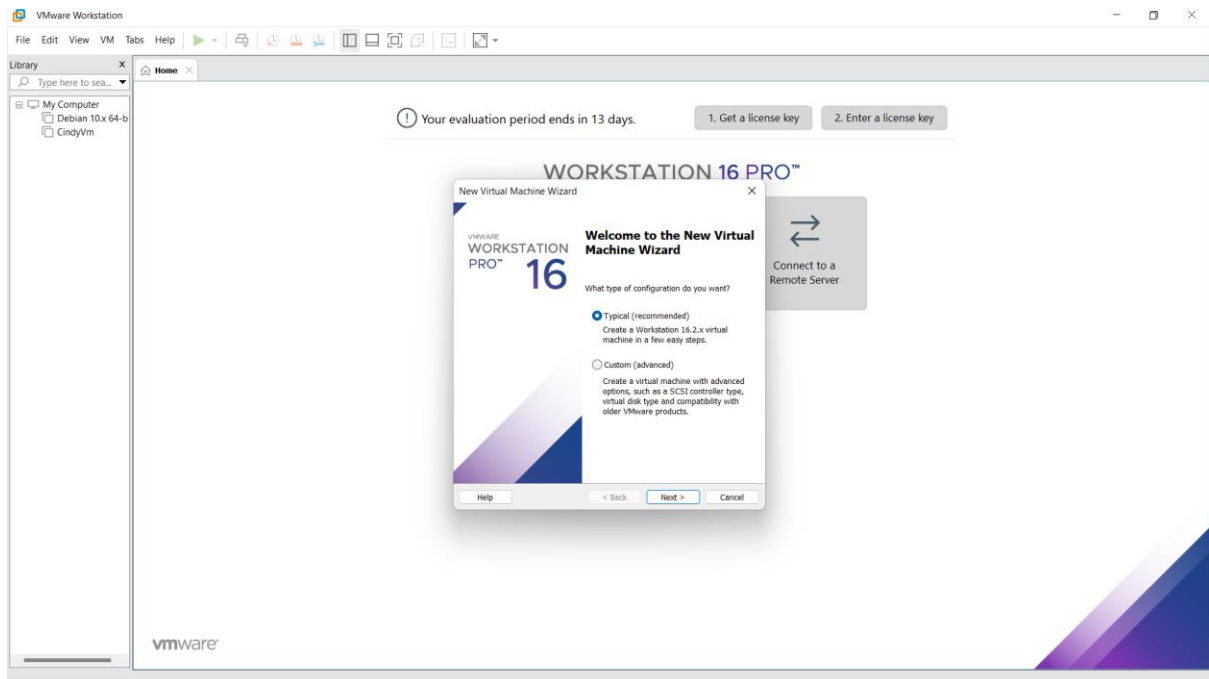 VMware Workstation
File Edit View VM Tabs Help
Library X
Type here to sea...
Home
My Computer
Debian 10.x 64-b
CindyVm
Your evaluation period ends in 13 days.
1. Get a license key
2. Enter a license key
WORKSTATION 16 PRO™
New Virtual Machine Wizard
VMWARE
WORKSTATION
PRO™ 16
Welcome to the New Virtual
Machine Wizard
What type of configuration do you want?
Typical (recommended)
Create a Workstation 16.2.x virtual
machine in a few easy steps.
Custom (advanced)
Create a virtual machine with advanced
options, such as a SCSI controller type,
virtual disk type and compatibility with
older VMware products.
Help
< Back
Next >
Cancel
Connect to a
Remote Server
vmware